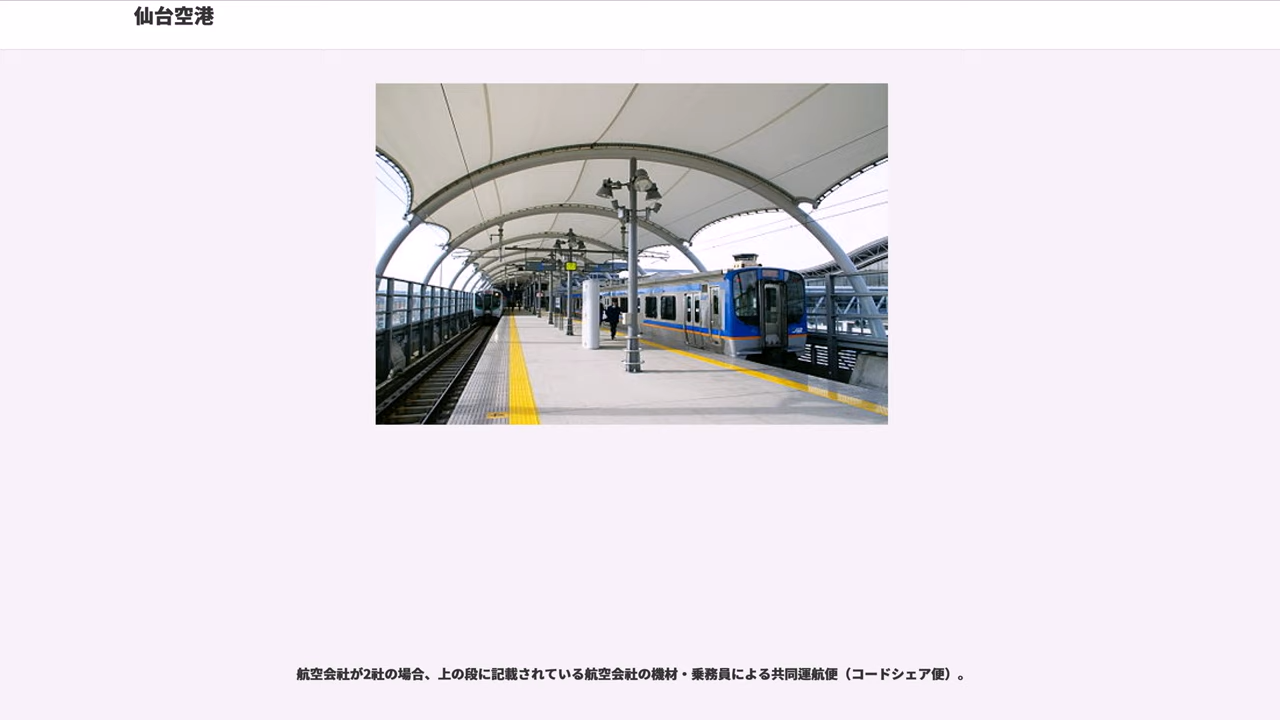 仙台空港
航空会社が2社の場合、上の段に記載されている航空会社の機材・乗務員による共同運航便（コードシェア便）。